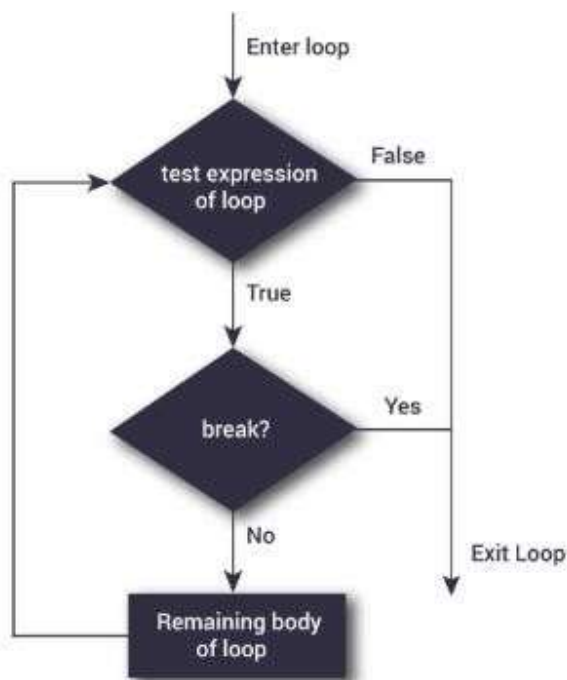 Enter loop
test expression
of loop
False
True
break?
Yes
No
Exit Loop
Remaining body
of loop